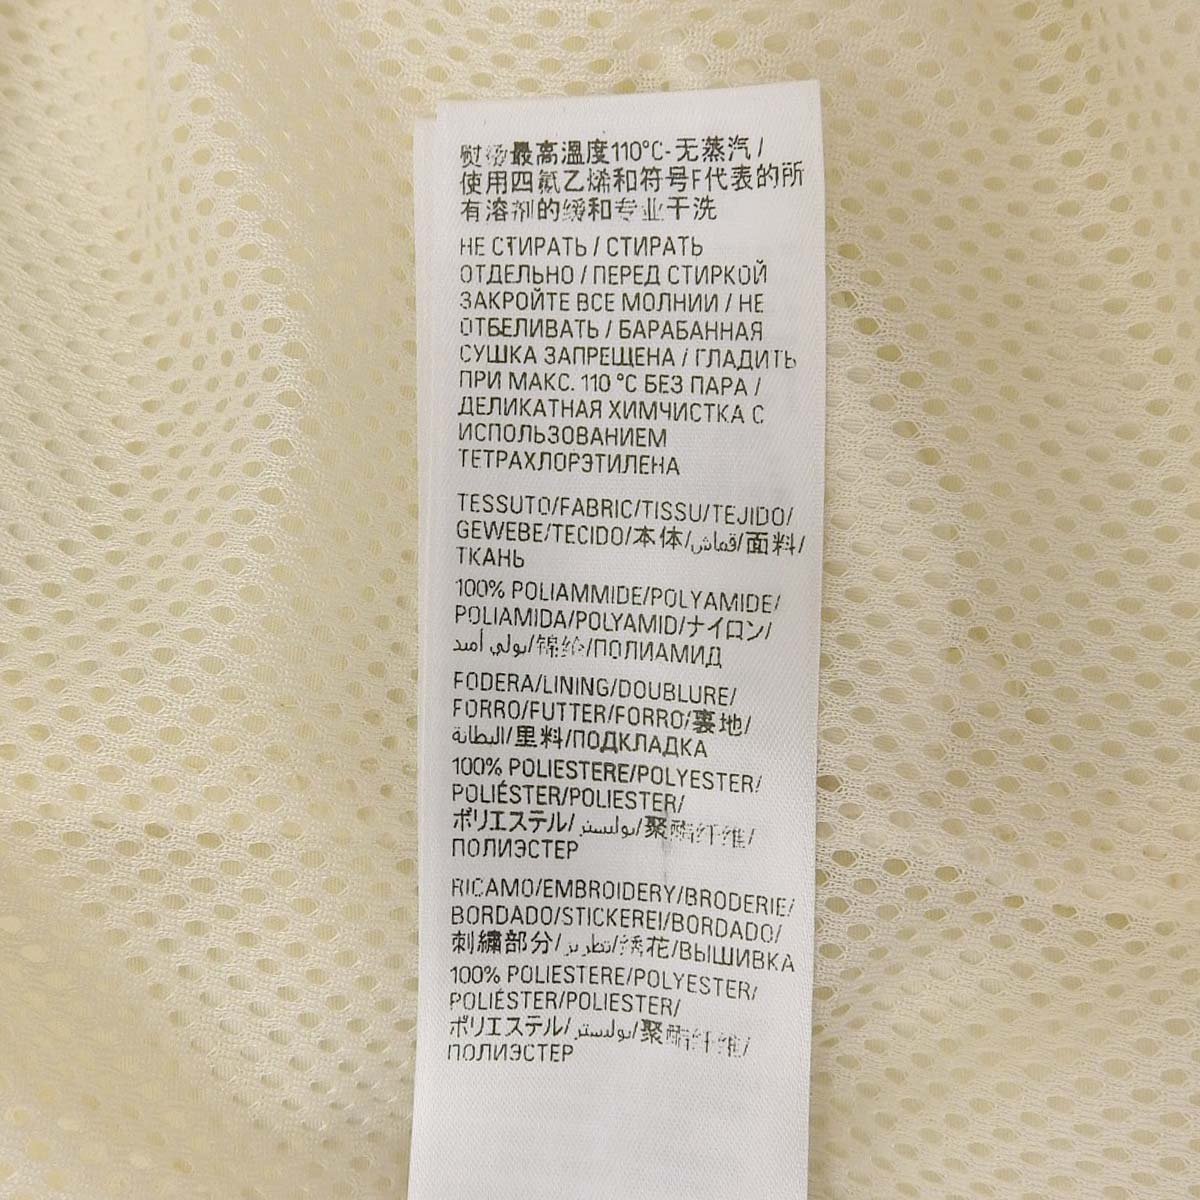 熨烫最高溫度110°C-无蒸汽/
使用四氟乙烯和符号F代表的所
有溶剂的缓和专业干洗
НЕ СТИРАТЬ / СТИРАТЬ
ОТДЕЛЬНО / ПЕРЕД СТИРКОЙ
ЗАКРОЙТЕ ВСЕ МОЛНИИ / НЕ
ОТБЕЛИВАТЬ / БАРАБАННАЯ
СУШКА ЗАПРЕЩЕНА / ГЛАДИТЬ
ПРИ МАКС. 110 °C БЕЗ ПАРА /
ДЕЛИКАТНАЯ ХИМЧИСТКА С
ИСПОЛЬЗОВАНИЕМ
ТЕТРАХЛОРЭТИЛЕНА
TESSUTO/FABRIC/TISSU/TEJIDO/
GEWEBE/TECIDO/本体/قماش/面料/
ТКАНЬ
100% POLIAMMIDE/POLYAMIDE/
POLIAMIDA/POLYAMID/ナイロン/
بولي أميد/锦纶/ПОЛИАМИД
FODERA/LINING/DOUBLURE/
FORRO/FUTTER/FORRO/裏地/
البطانة/里料/ПОДКЛАДКА
100% POLIESTERE/POLYESTER/
POLIÉSTER/POLIESTER/
ポリエステル/بوليستر/聚酯纤维/
ПОЛИЭСТЕР
RICAMO/EMBROIDERY/BRODERIE/
BORDADO/STICKEREI/BORDADO/
刺繍部分/تطريز/绣花/ВЫШИВКА
100% POLIESTERE/POLYESTER/
POLIÉSTER/POLIESTER/
ポリエステル/بوليستر/聚酯纤维/
ПОЛИЭСТЕР